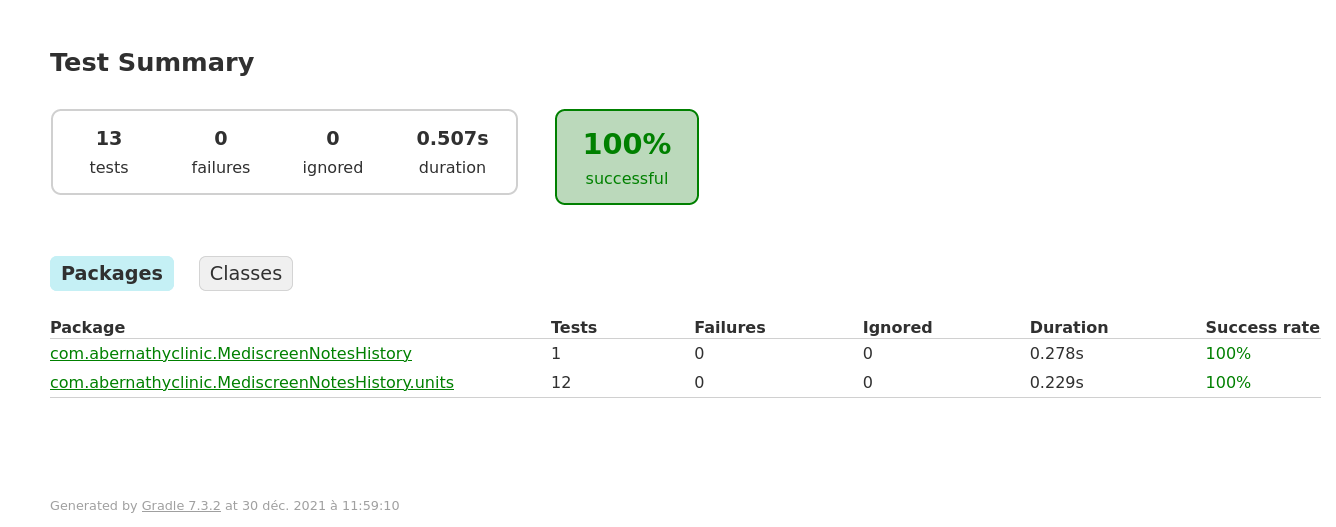 Test Summary
13 0 0 0.507s
tests failures ignored duration
100%
successful
Packages Classes
Package Tests Failures Ignored Duration Success rate
com.abernathyclinic.MediscreenNotesHistory 1 0 0 0.278s 100%
com.abernathyclinic.MediscreenNotesHistory.units 12 0 0 0.229s 100%
Generated by Gradle 7.3.2 at 30 déc. 2021 à 11:59:10